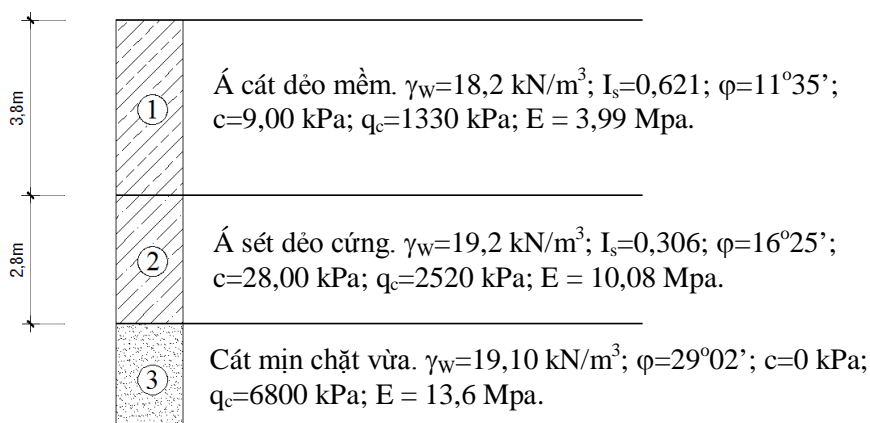 3,8m
1
Á cát dẻo mềm. γW=18,2 kN/m³; Is=0,621; φ=11°35’;
c=9,00 kPa; qc=1330 kPa; E = 3,99 Mpa.
2,8m
2
Á sét dẻo cứng. γW=19,2 kN/m³; Is=0,306; φ=16°25’;
c=28,00 kPa; qc=2520 kPa; E = 10,08 Mpa.
3
Cát mịn chặt vừa. γW=19,10 kN/m³; φ=29°02’; c=0 kPa;
qc=6800 kPa; E = 13,6 Mpa.